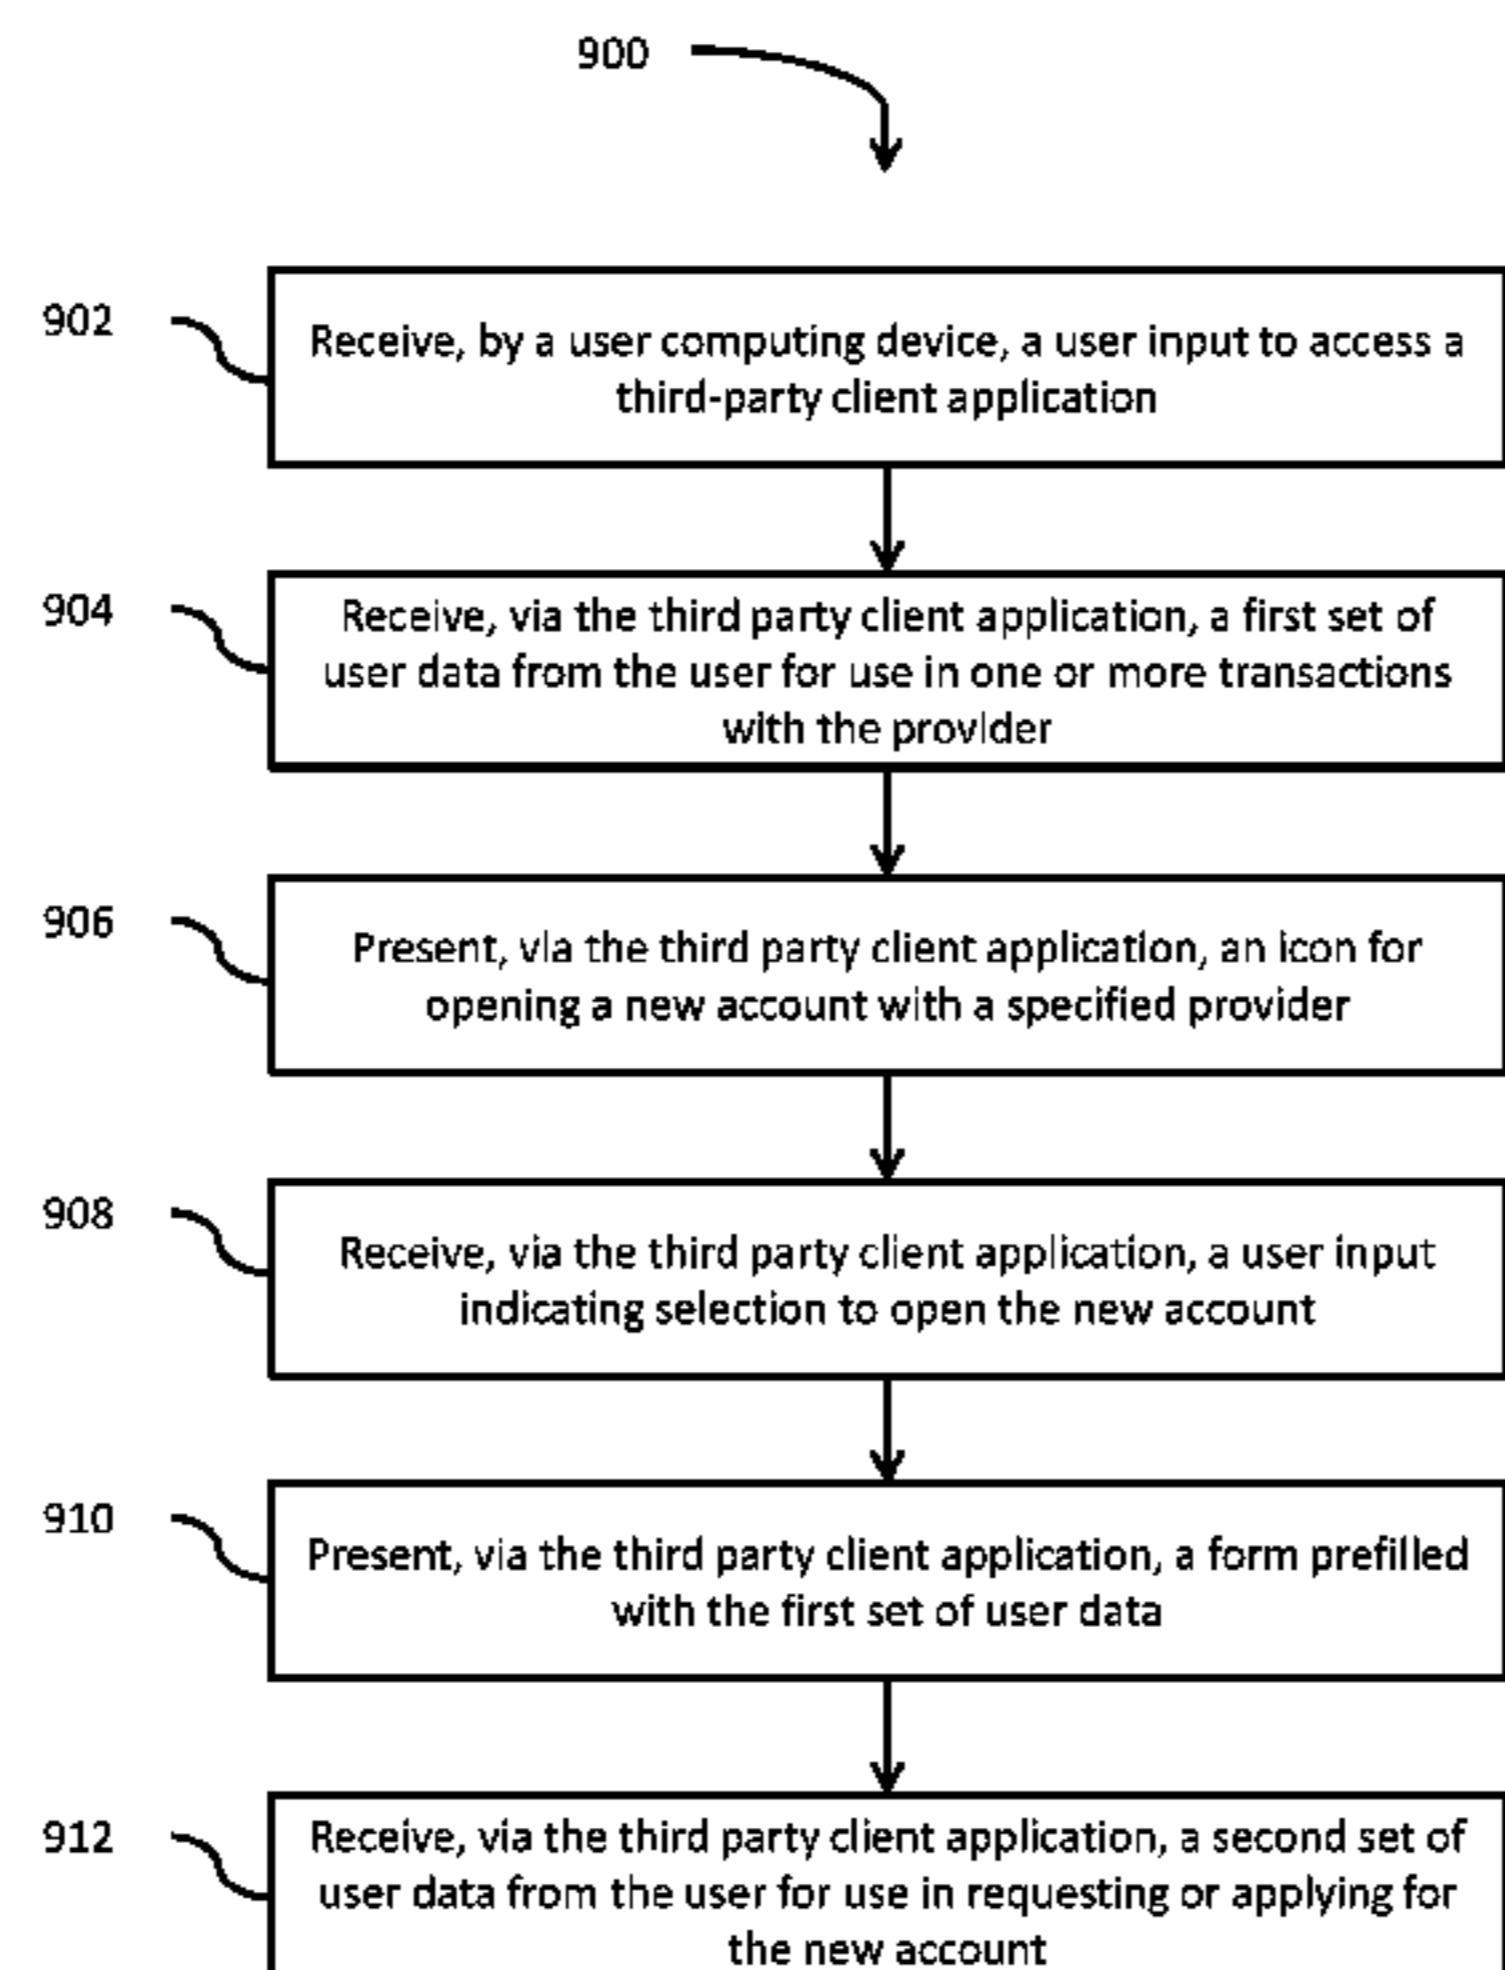 900
902
Receive, by a user computing device, a user input to access a
third-party client application
904
Receive, via the third party client application, a first set of
user data from the user for use in one or more transactions
with the provider
906
Present, via the third party client application, an icon for
opening a new account with a specified provider
908
Receive, via the third party client application, a user input
indicating selection to open the new account
910
Present, via the third party client application, a form prefilled
with the first set of user data
912
Receive, via the third party client application, a second set of
user data from the user for use in requesting or applying for
the new account